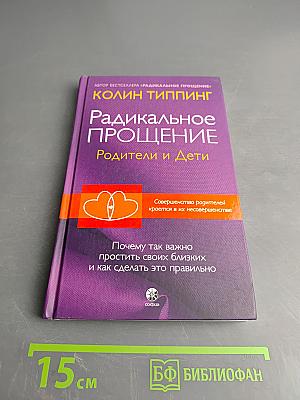 АВТОР БЕСТСЕЛЛЕРА «РАДИКАЛЬНОЕ ПРОЩЕНИЕ»
КОЛИН ТИППИНГ
РАДИКАЛЬНОЕ
ПРОЩЕНИЕ
Родители и Дети
Совершенство родителей
кроется в их несовершенстве
Почему так важно
простить своих близких
и как сделать это правильно
СОФИЯ
15 см
БФ БИБЛИОФАН